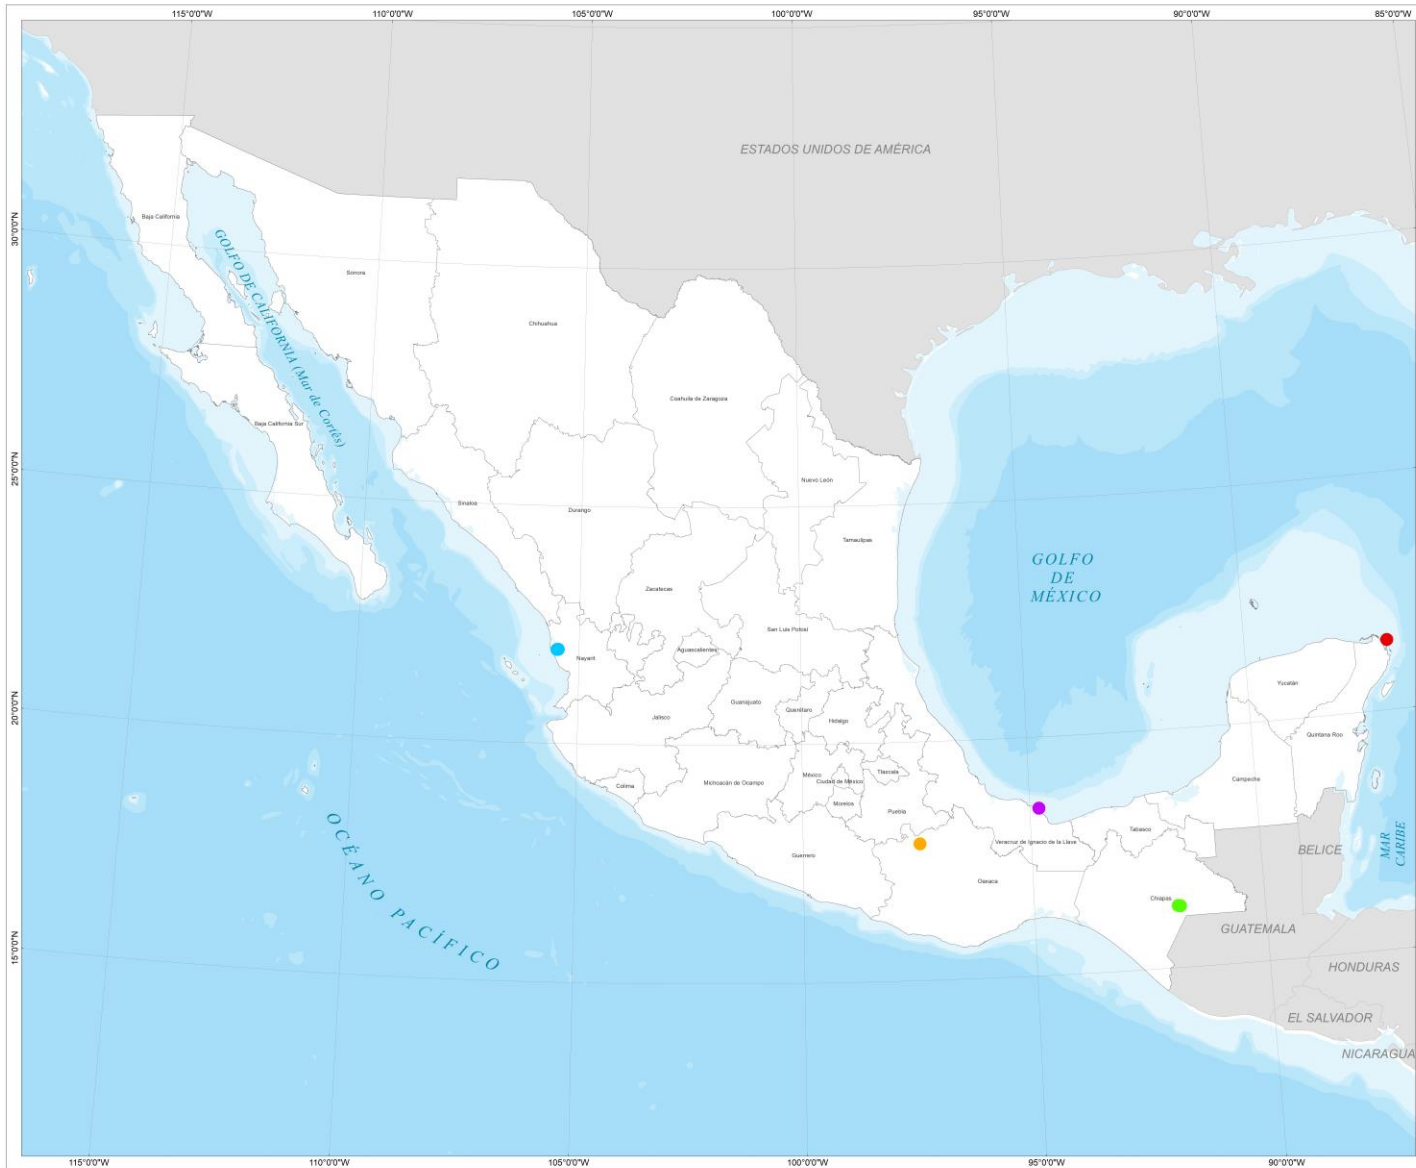 115°0'0"W 110°0'0"W 105°0'0"W 100°0'0"W 95°0'0"W 90°0'0"W 85°0'0"W
ESTADOS UNIDOS DE AMÉRICA
30°0'0"N
Baja California
GOLFO DE CALIFORNIA (Mar de Cortés)
Sonora
Chihuahua
Coahuila de Zaragoza
Baja California Sur
25°0'0"N
Nuevo León
Sinaloa
Durango
Tamaulipas
GOLFO
DE
MÉXICO
Zacatecas
San Luis Potosí
Aguascalientes
Nayarit
Yucatán
20°0'0"N
Guanajuato
Querétaro
Jalisco
Hidalgo
Quintana Roo
México
Tlaxcala
Ciudad de México
Michoacán de Ocampo
Colima
Campeche
Morelos
Puebla
Tabasco
Veracruz de Ignacio de la Llave
MAR
CARIBE
BELICE
Guerrero
Oaxaca
Chiapas
OCÉANO PACÍFICO
GUATEMALA
15°0'0"N
HONDURAS
EL SALVADOR
NICARAGUA
115°0'0"W 110°0'0"W 105°0'0"W 100°0'0"W 95°0'0"W 90°0'0"W